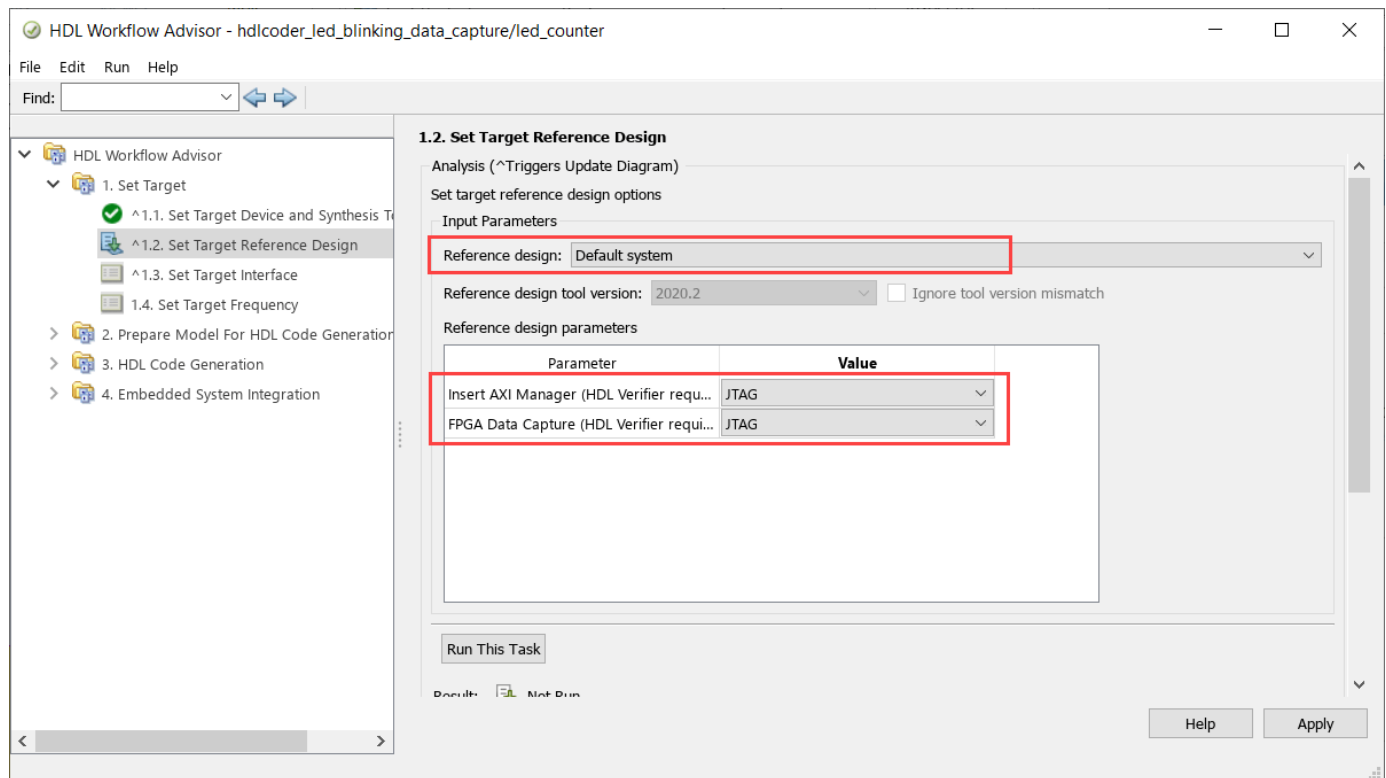 HDL Workflow Advisor - hdlcoder_led_blinking_data_capture/led_counter
File Edit Run Help
Find:
HDL Workflow Advisor
1. Set Target
^1.1. Set Target Device and Synthesis T
^1.2. Set Target Reference Design
^1.3. Set Target Interface
1.4. Set Target Frequency
2. Prepare Model For HDL Code Generation
3. HDL Code Generation
4. Embedded System Integration
1.2. Set Target Reference Design
Analysis (^Triggers Update Diagram)
Set target reference design options
Input Parameters
Reference design: Default system
Reference design tool version: 2020.2 Ignore tool version mismatch
Reference design parameters
Parameter Value
Insert AXI Manager (HDL Verifier requ... JTAG
FPGA Data Capture (HDL Verifier requi... JTAG
Run This Task
Result: Not Run
Help Apply